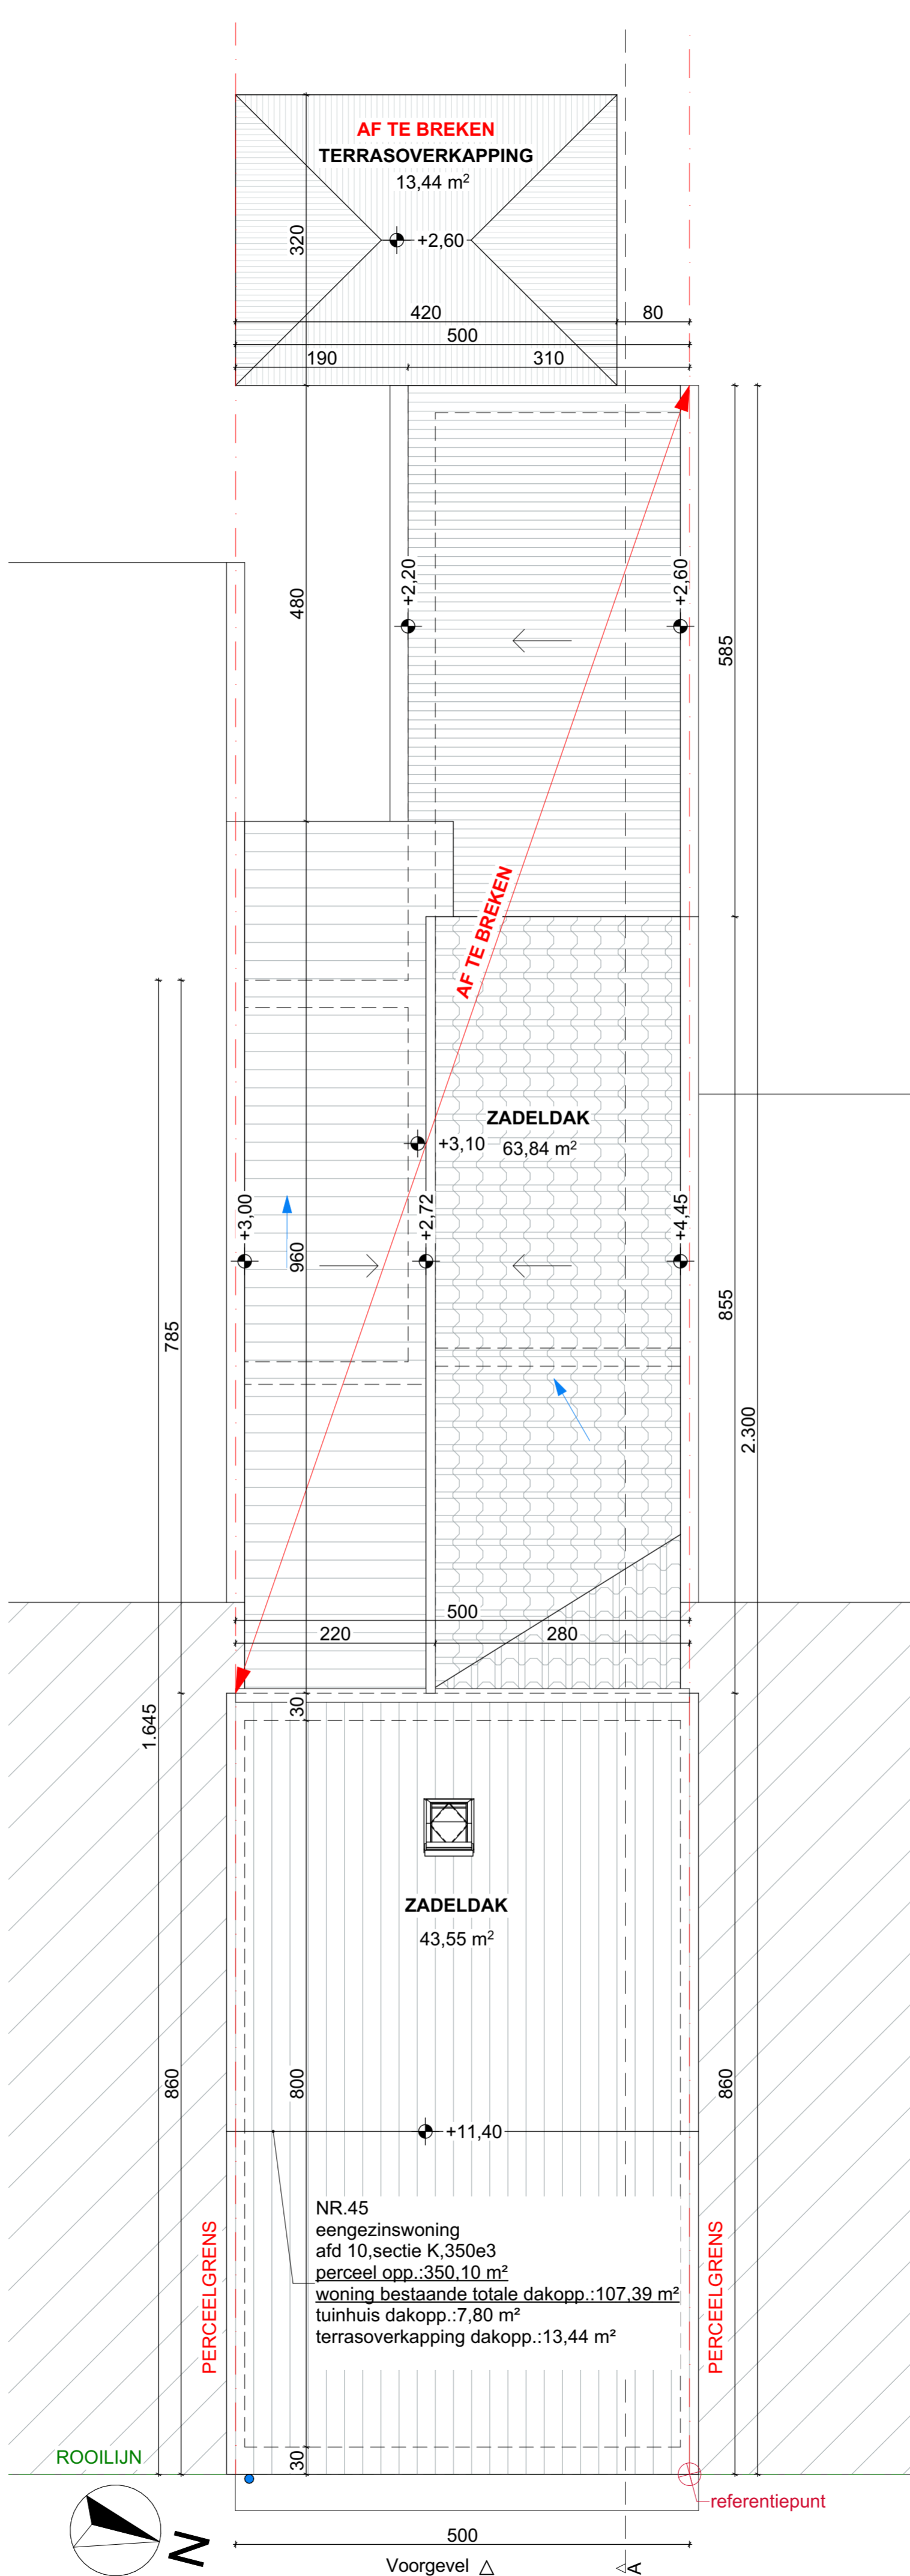 AF TE BREKEN
TERRASOVERKAPPING
13,44 m²
320
+2,60
420
80
500
190
310
480
+2,20
+2,60
585
AF TE BREKEN
ZADELDAK
+3,10
63,84 m²
+3,00
+2,72
+4,45
960
785
855
2.300
500
220
280
30
1.645
ZADELDAK
43,55 m²
860
800
860
+11,40
NR.45
eengezinswoning
afd 10,sectie K,350e3
perceel opp.:350,10 m²
woning bestaande totale dakopp.:107,39 m²
tuinhuis dakopp.:7,80 m²
terrasoverkapping dakopp.:13,44 m²
PERCEELGRENS
PERCEELGRENS
30
ROOILIJN
referentiepunt
N
500
Voorgevel
A